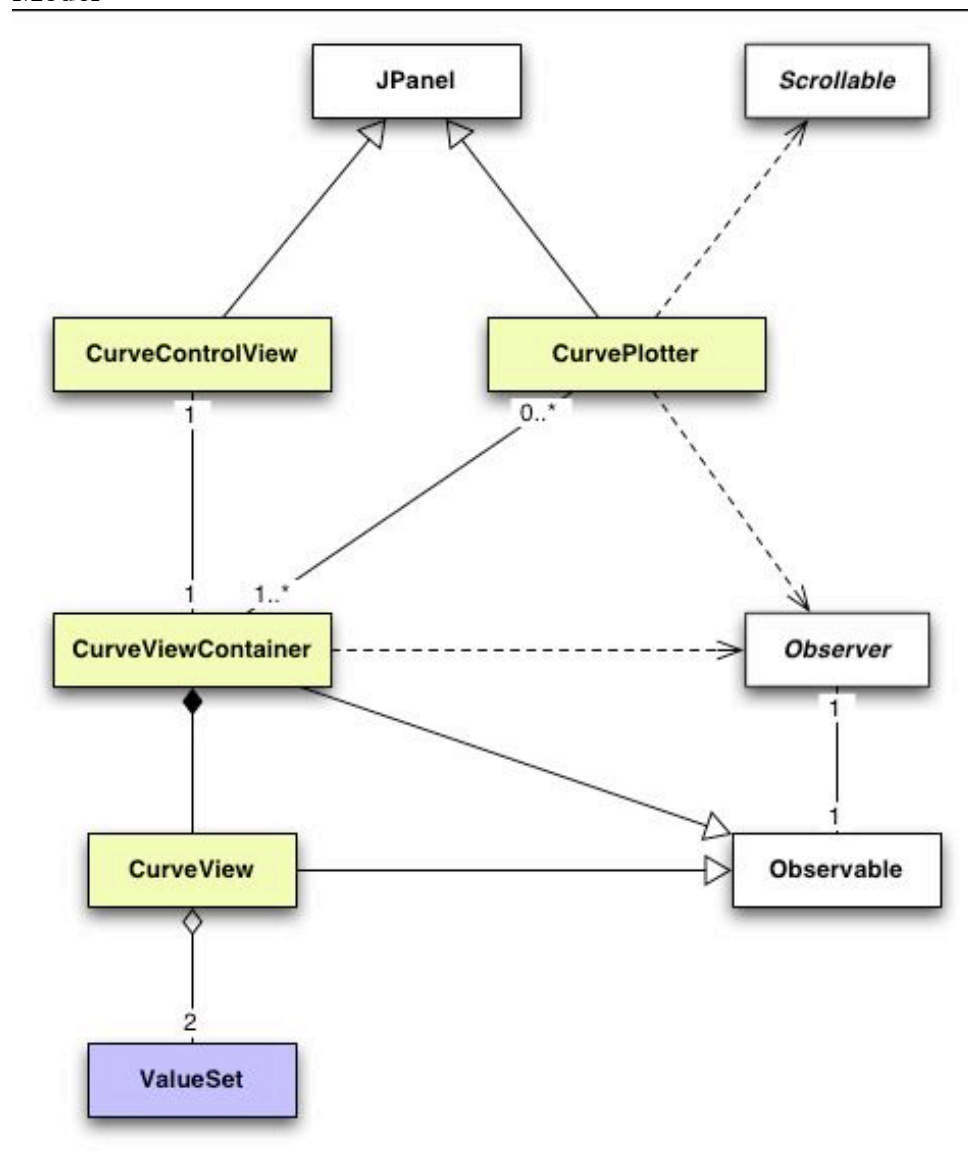 JPanel
Scrollable
CurveControlView
CurvePlotter
1
0..*
1
1..*
CurveViewContainer
Observer
1
1
CurveView
Observable
2
ValueSet